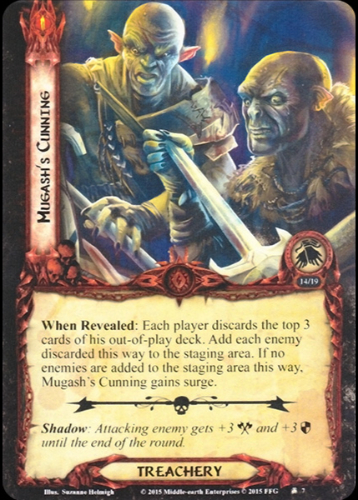 Mugash's Cunning
14/19
When Revealed: Each player discards the top 3
cards of his out-of-play deck. Add each enemy
discarded this way to the staging area. If no
enemies are added to the staging area this way,
Mugash's Cunning gains surge.
Shadow: Attacking enemy gets +3 and +3
until the end of the round.
TREACHERY
Illus. Suzanne Helmigh
© 2015 Middle-earth Enterprises © 2015 FFG